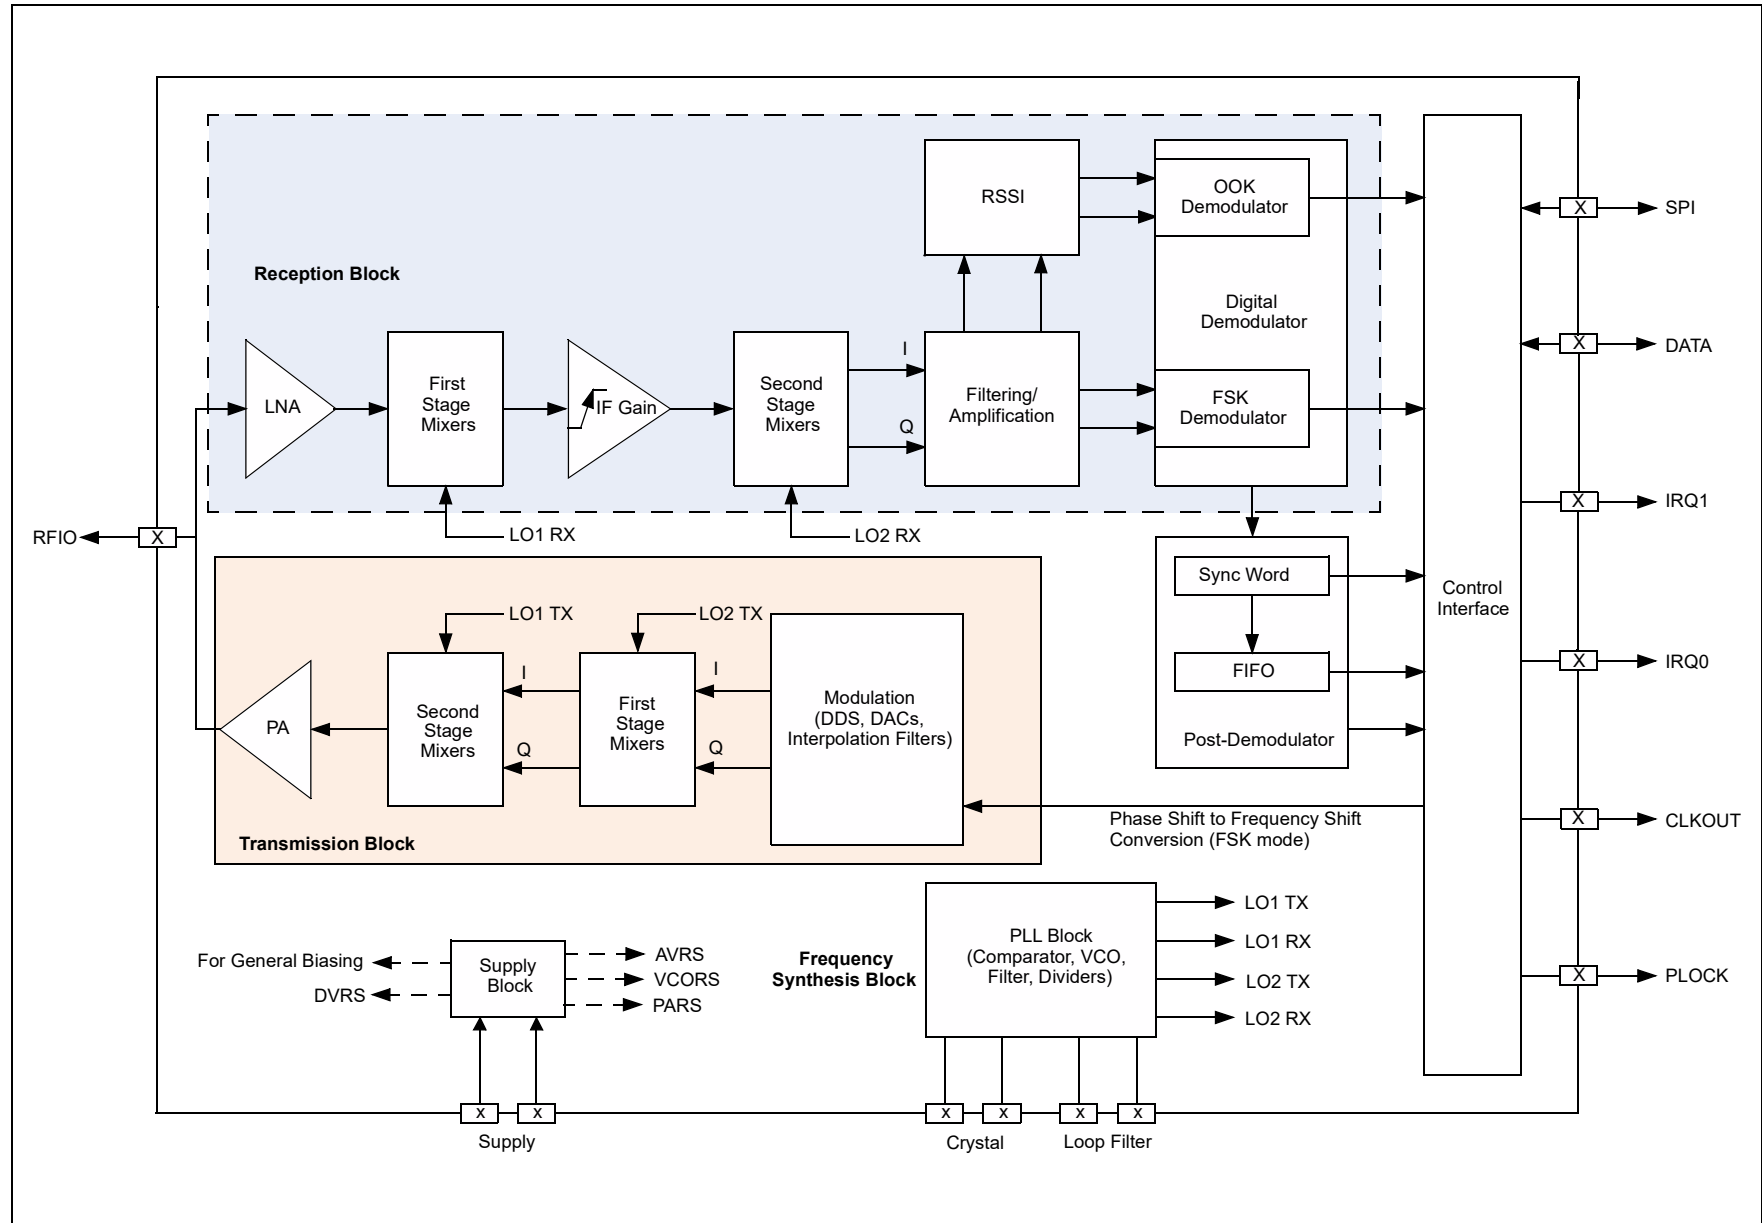 RSSI
OOK
Demodulator
X
SPI
Reception Block
Digital
Demodulator
X
DATA
LNA
First
Stage
Mixers
IF Gain
Second
Stage
Mixers
I
Q
Filtering/
Amplification
FSK
Demodulator
X
IRQ1
RFIO
X
LO1 RX
LO2 RX
Sync Word
Control
Interface
LO1 TX
LO2 TX
X
IRQ0
FIFO
PA
Second
Stage
Mixers
I
Q
First
Stage
Mixers
I
Q
Modulation
(DDS, DACs,
Interpolation Filters)
Post-Demodulator
Transmission Block
Phase Shift to Frequency Shift
Conversion (FSK mode)
X
CLKOUT
For General Biasing
DVRS
Supply
Block
AVRS
VCORS
PARS
Frequency
Synthesis Block
PLL Block
(Comparator, VCO,
Filter, Dividers)
LO1 TX
LO1 RX
LO2 TX
LO2 RX
X
PLOCK
x
x
x
x
x
x
Supply
Crystal
Loop Filter